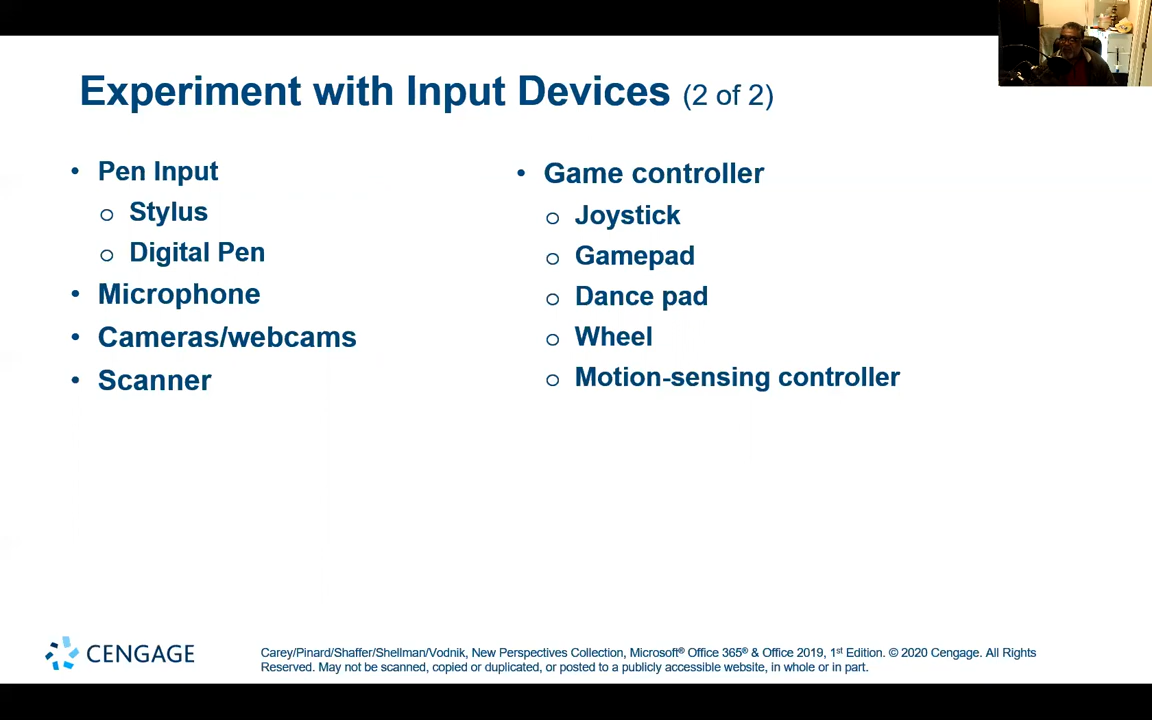 Experiment with Input Devices (2 of 2)
• Pen Input
o Stylus
o Digital Pen
• Microphone
• Cameras/webcams
• Scanner
• Game controller
o Joystick
o Gamepad
o Dance pad
o Wheel
o Motion-sensing controller
CENGAGE
Carey/Pinard/Shaffer/Shellman/Vodnik, New Perspectives Collection, Microsoft® Office 365® & Office 2019, 1st Edition. © 2020 Cengage. All Rights
Reserved. May not be scanned, copied or duplicated, or posted to a publicly accessible website, in whole or in part.